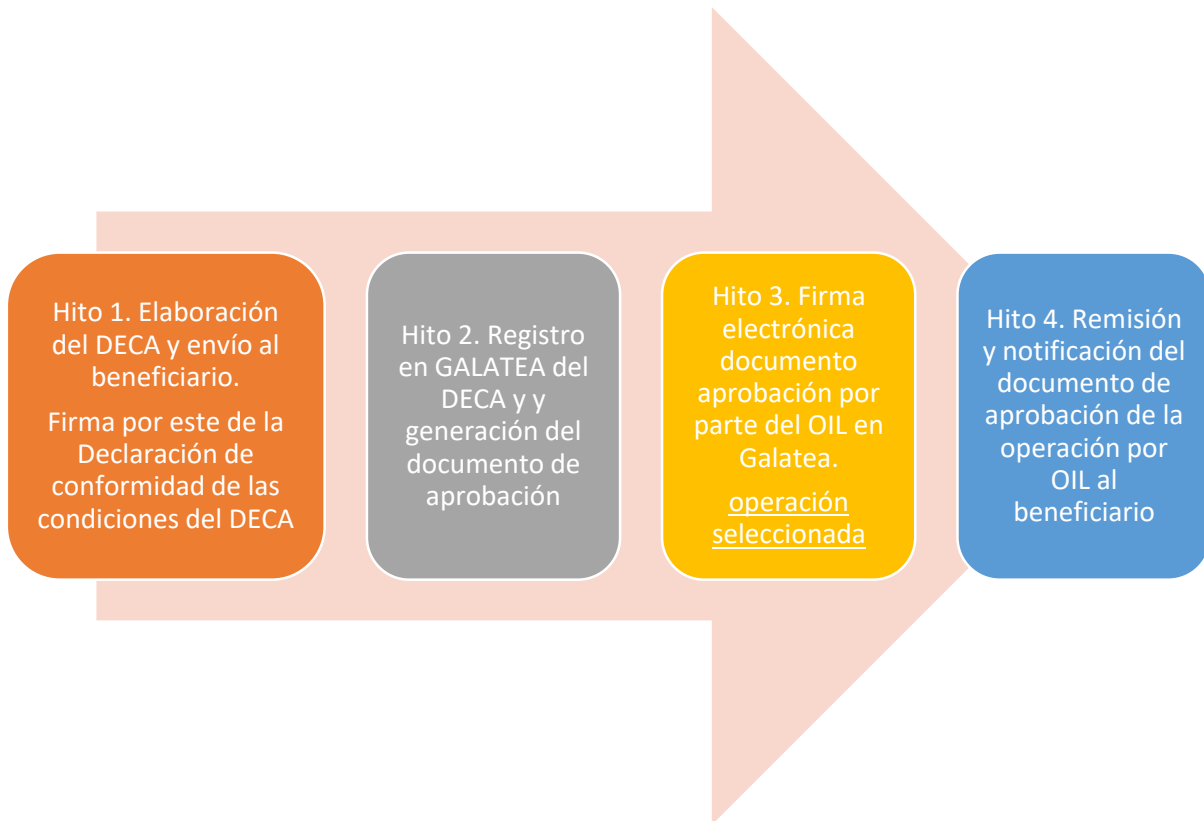 Hito 1. Elaboración
del DECA y envío al
beneficiario.
Firma por este de la
Declaración de
conformidad de las
condiciones del DECA
Hito 2. Registro
en GALATEA del
DECA y y
generación del
documento de
aprobación
Hito 3. Firma
electrónica
documento
aprobación por
parte del OIL en
Galatea.
operación
seleccionada
Hito 4. Remisión
y notificación del
documento de
aprobación de la
operación por
OIL al
beneficiario